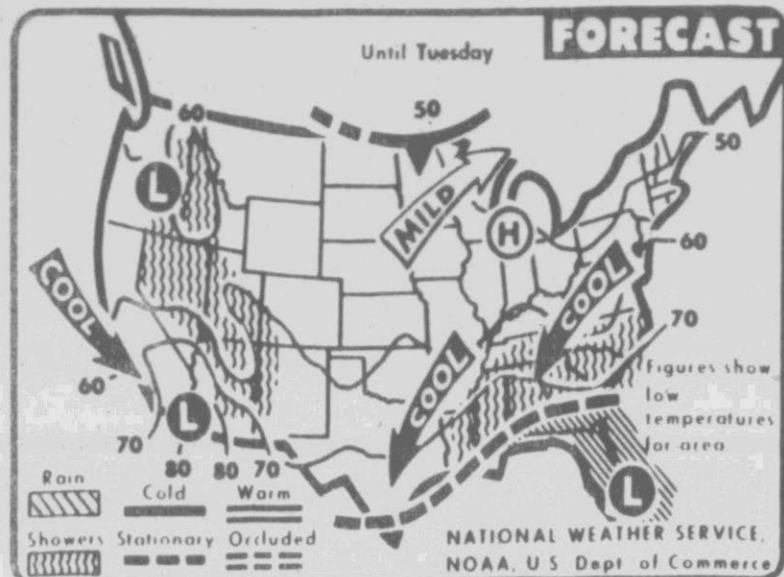 FORECAST
Until Tuesday
50
60
50
L
MILD
H
60
COOL
COOL
70
COOL
Figures show
low
temperatures
for area
60
L
70
80
80
70
L
Rain
Cold
Warm
Showers
Stationary
Occluded
NATIONAL WEATHER SERVICE,
NOAA, U S Dept of Commerce